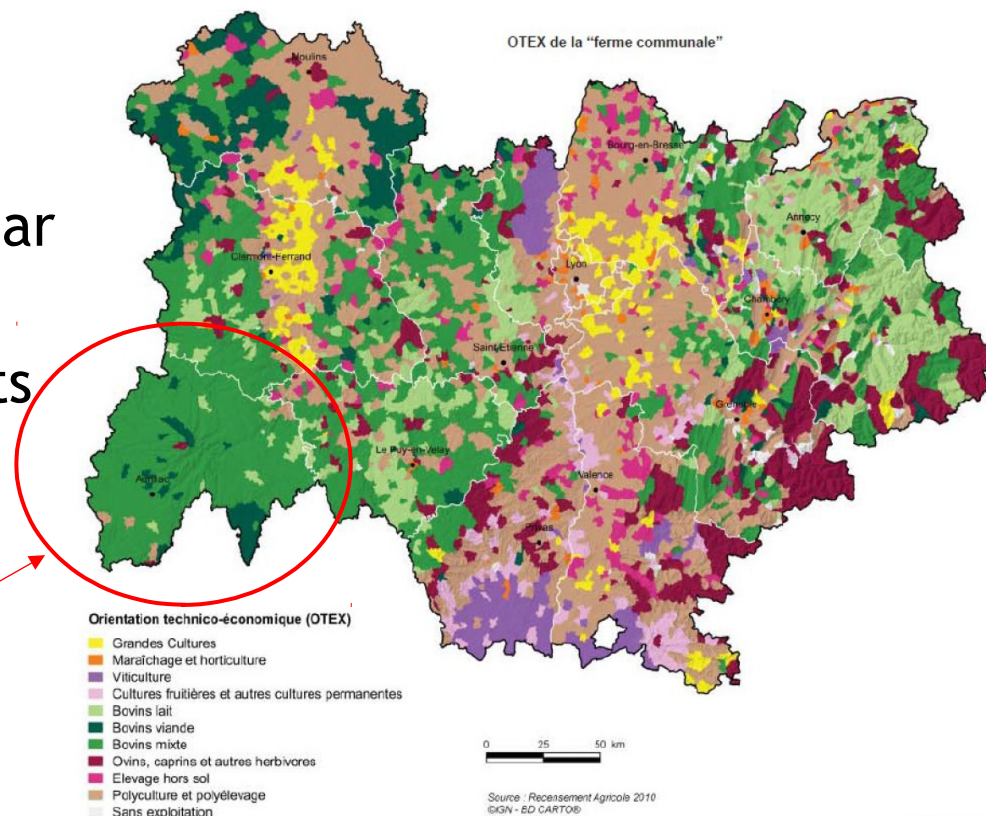 OTEX de la “ferme communale”
Moulins
Bourg-en-Bresse
ar
Annecy
Clermont-Ferrand
Lyon
Chambéry
Saint-Etienne
ts
Grenoble
Le Puy-en-Velay
Valence
Aurillac
Privas
Orientation technico-économique (OTEX)
Grandes Cultures
Maraîchage et horticulture
Viticulture
Cultures fruitières et autres cultures permanentes
Bovins lait
Bovins viande
Bovins mixte
Ovins, caprins et autres herbivores
Elevage hors sol
Polyculture et polyélevage
Sans exploitation
0 25 50 km
Source : Recensement Agricole 2010
©IGN - BD CARTO®